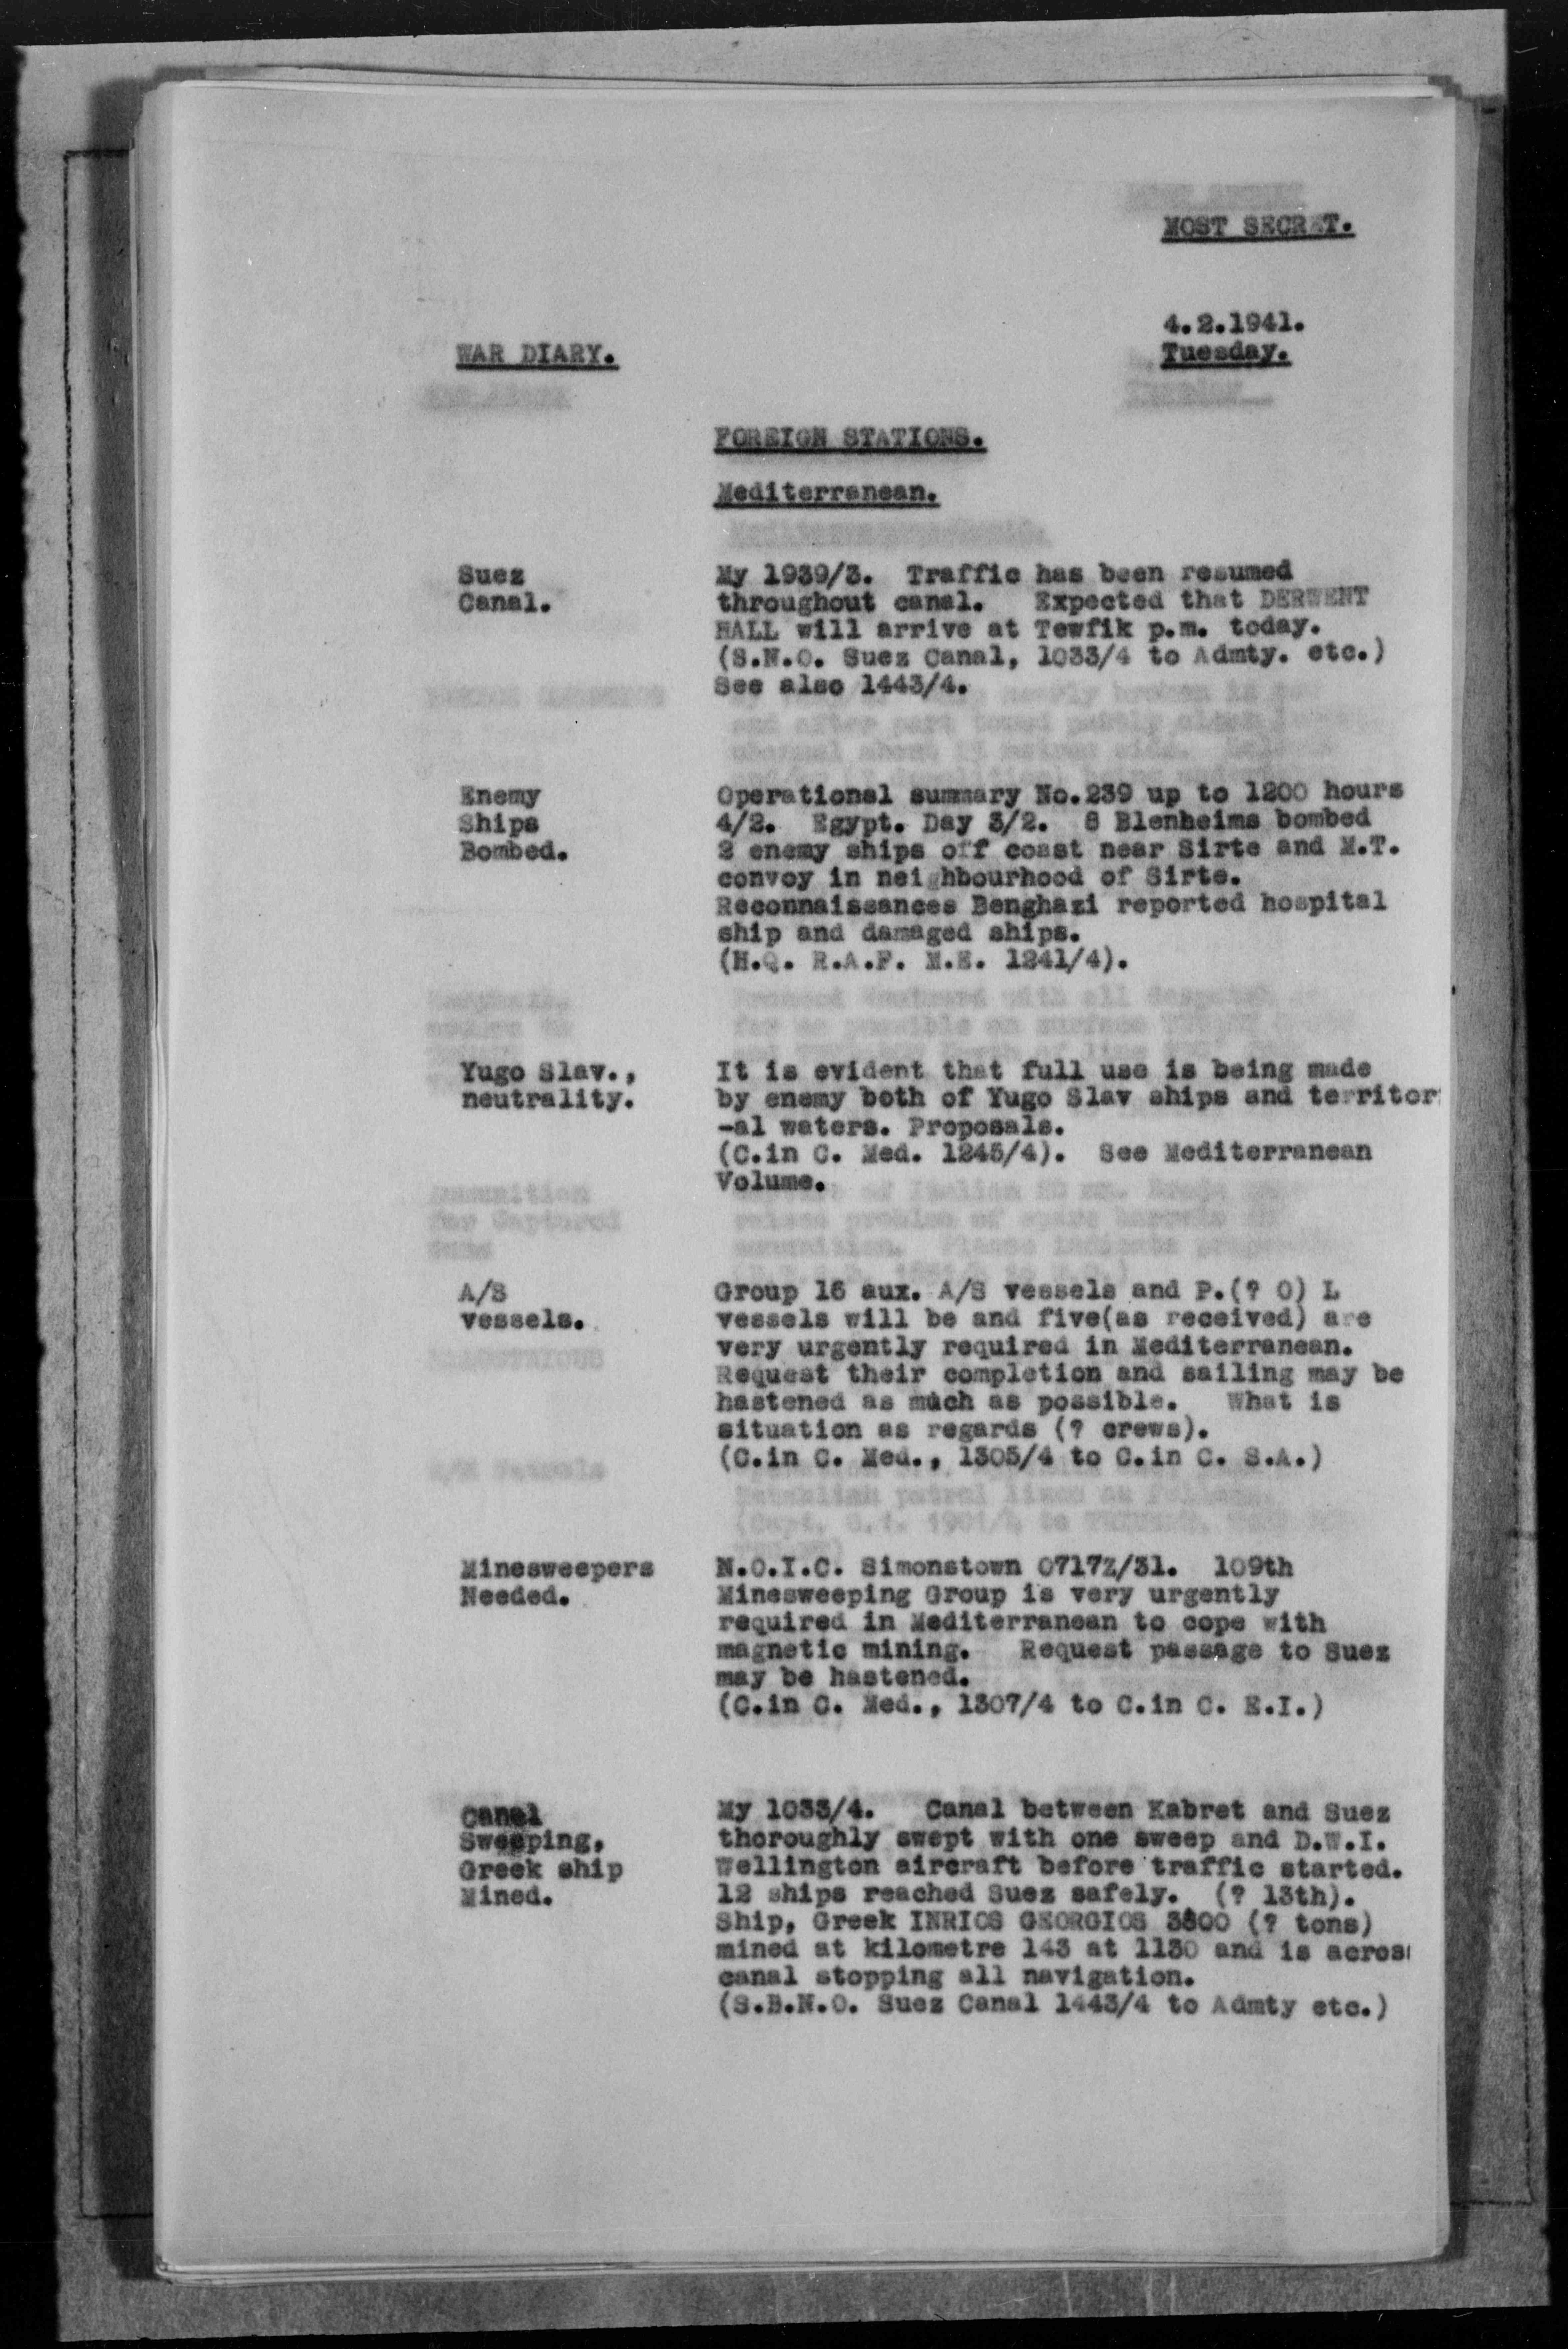 MOST SECRET.
4.2.1941.
WAR DIARY.
Tuesday.
FOREIGN STATIONS.
Mediterranean.
Suez
Canal.
My 1939/3. Traffic has been resumed
throughout canal. Expected that DERWENT
HALL will arrive at Tewfik p.m. today.
(S.N.O. Suez Canal, 1033/4 to Admty. etc.)
See also 1443/4.
Enemy
Ships
Bombed.
Operational summary No.239 up to 1200 hours
4/2. Egypt. Day 3/2. 8 Blenheims bombed
2 enemy ships off coast near Sirte and M.T.
convoy in neighbourhood of Sirte.
Reconnaissances Benghazi reported hospital
ship and damaged ships.
(H.Q. R.A.F. M.E. 1241/4).
Yugo Slav.,
neutrality.
It is evident that full use is being made
by enemy both of Yugo Slav ships and territor
-al waters. Proposals.
(C.in C. Med. 1245/4). See Mediterranean
Volume.
A/S
vessels.
Group 16 aux. A/S vessels and P.(? O) L
vessels will be and five(as received) are
very urgently required in Mediterranean.
Request their completion and sailing may be
hastened as much as possible. What is
situation as regards (? crews).
(C.in C. Med., 1305/4 to C.in C. S.A.)
Minesweepers
Needed.
N.O.I.C. Simonstown 0717Z/31. 109th
Minesweeping Group is very urgently
required in Mediterranean to cope with
magnetic mining. Request passage to Suez
may be hastened.
(C.in C. Med., 1307/4 to C.in C. E.I.)
Canal
Sweeping,
Greek ship
Mined.
My 1033/4. Canal between Kabret and Suez
thoroughly swept with one sweep and D.W.I.
Wellington aircraft before traffic started.
12 ships reached Suez safely. (? 13th).
Ship, Greek INRIOS GEORGIOS 3800 (? tons)
mined at kilometre 143 at 1130 and is across
canal stopping all navigation.
(S.B.N.O. Suez Canal 1443/4 to Admty etc.)